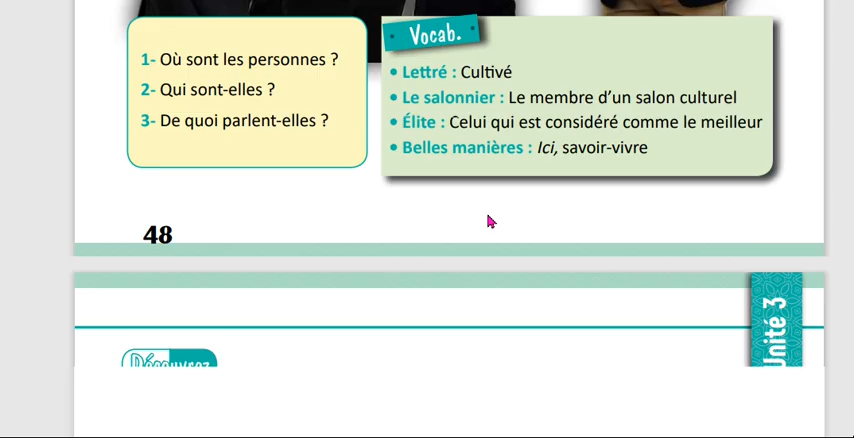 1- Où sont les personnes ?
2- Qui sont-elles ?
3- De quoi parlent-elles ?
Vocab.
• Lettré : Cultivé
• Le salonnier : Le membre d’un salon culturel
• Élite : Celui qui est considéré comme le meilleur
• Belles manières : Ici, savoir-vivre
48
Unité 3
Découvrez